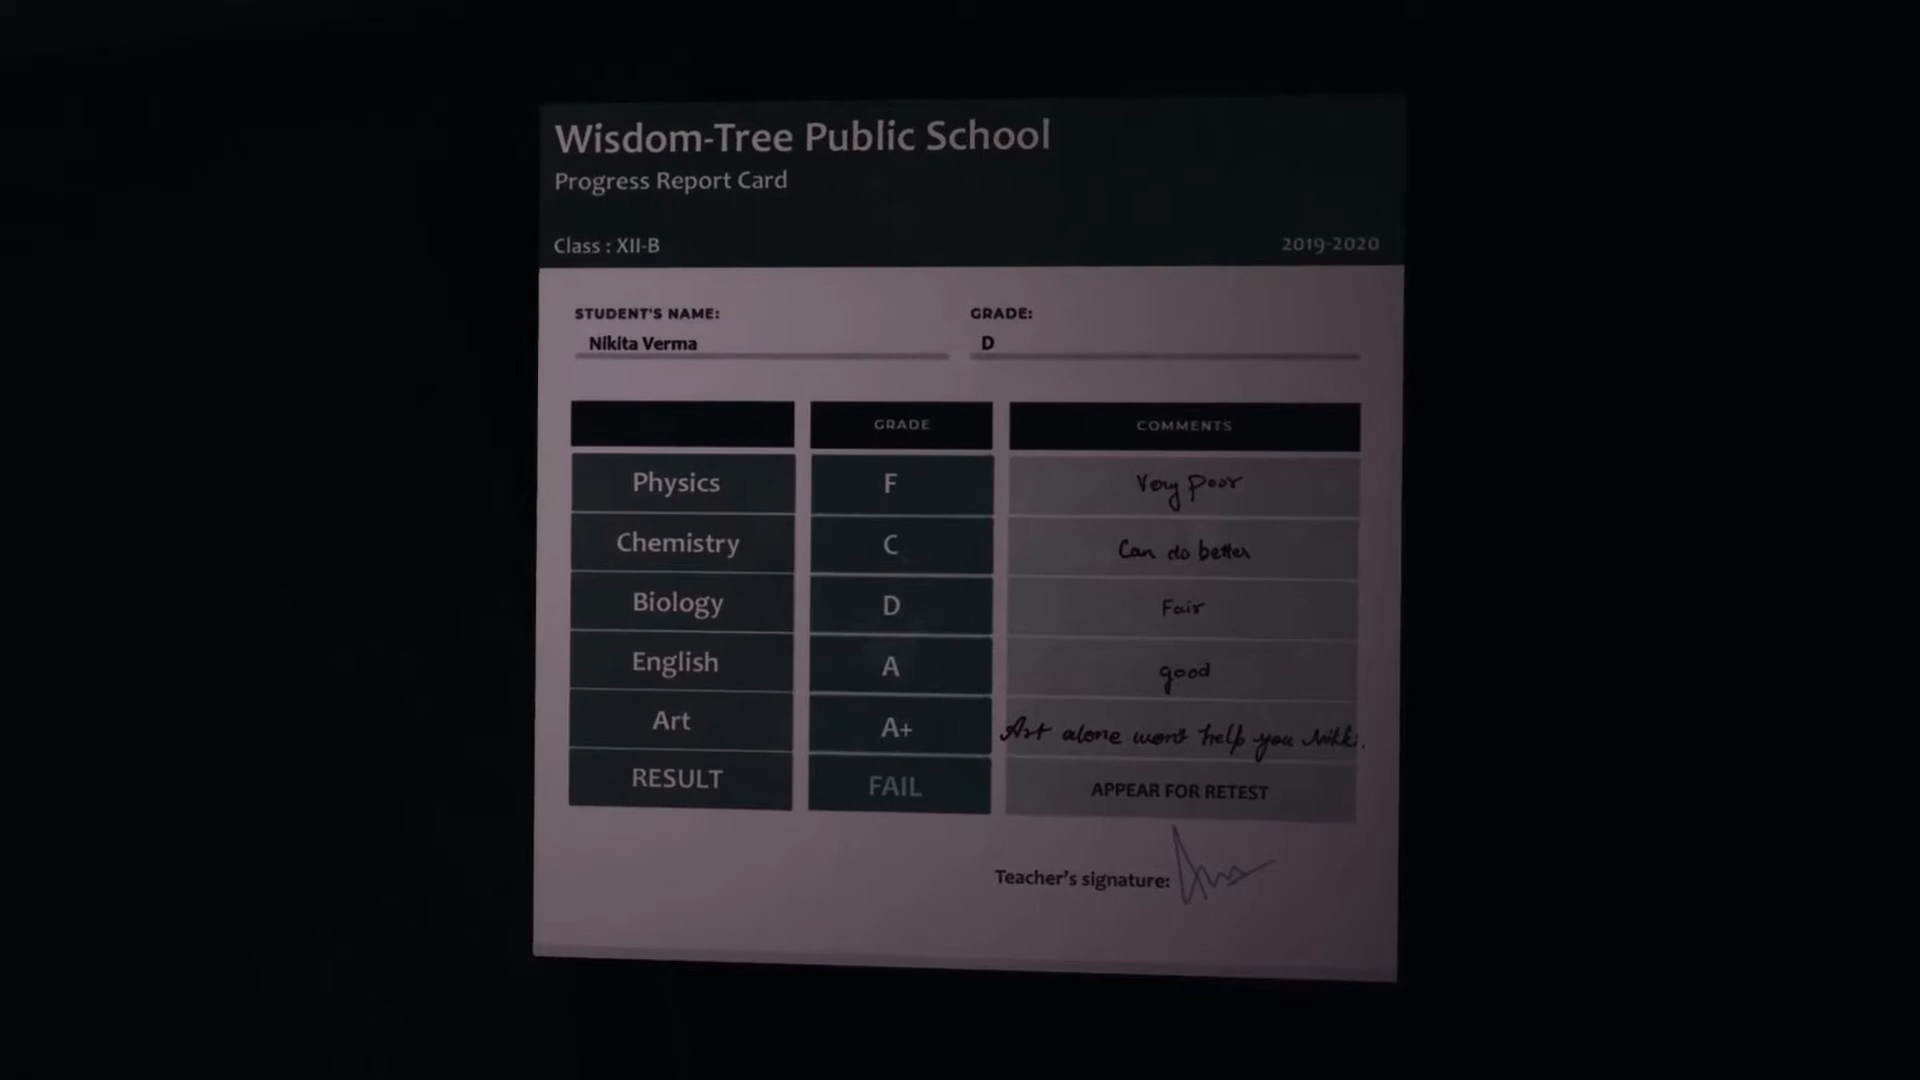 Wisdom-Tree Public School
Progress Report Card
Class : XII-B 2019-2020
STUDENT'S NAME: GRADE:
Nikita Verma D
GRADE COMMENTS
Physics F Very poor
Chemistry C Can do better
Biology D Fair
English A good
Art A+ Art alone won't help you Nikki.
RESULT FAIL APPEAR FOR RETEST
Teacher's signature: